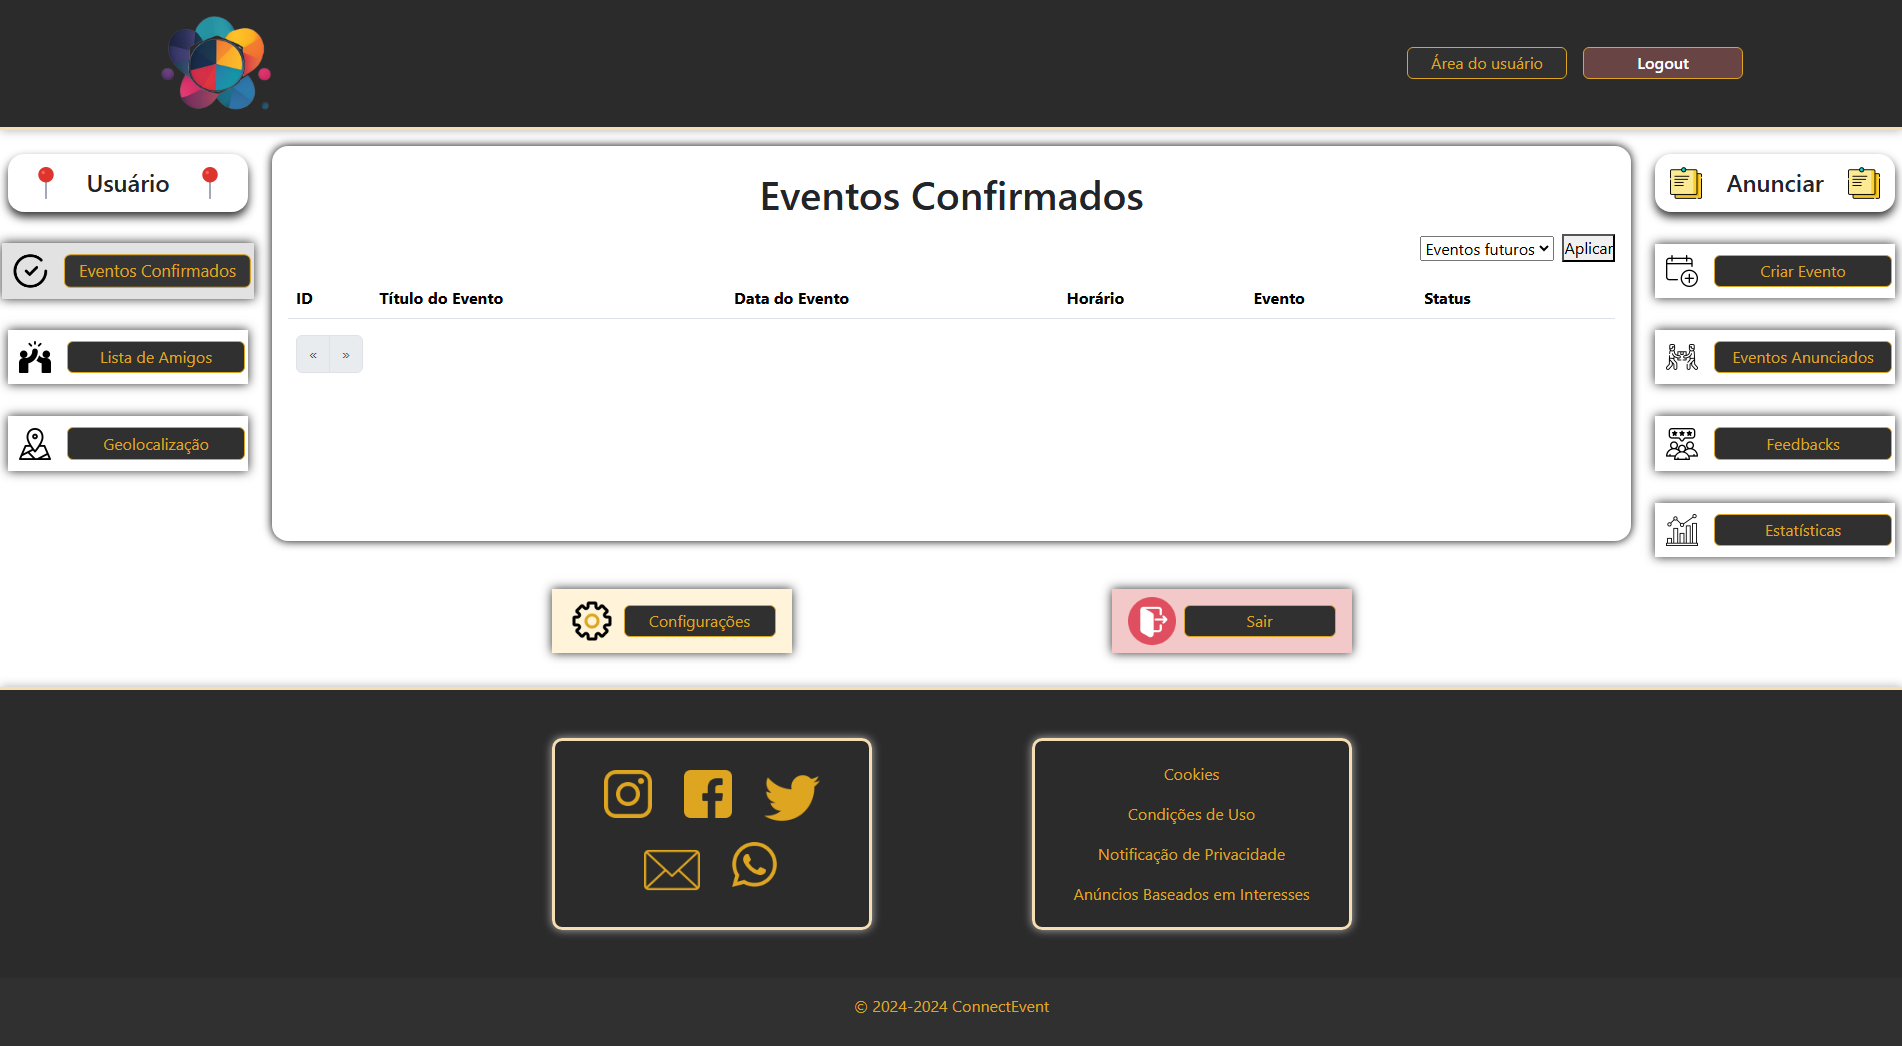 Área do usuário
Logout
Usuário
Eventos Confirmados
Lista de Amigos
Geolocalização
Eventos Confirmados
Eventos futuros
Aplicar
ID Título do Evento Data do Evento Horário Evento Status
« »
Anunciar
Criar Evento
Eventos Anunciados
Feedbacks
Estatísticas
Configurações
Sair
Cookies
Condições de Uso
Notificação de Privacidade
Anúncios Baseados em Interesses
© 2024-2024 ConnectEvent